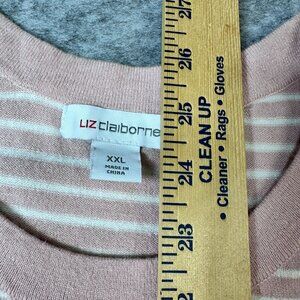 LIZ claiborne
XXL
MADE IN
CHINA
CLEAN UP
• Cleaner • Rags • Gloves
27
26
25
24
23